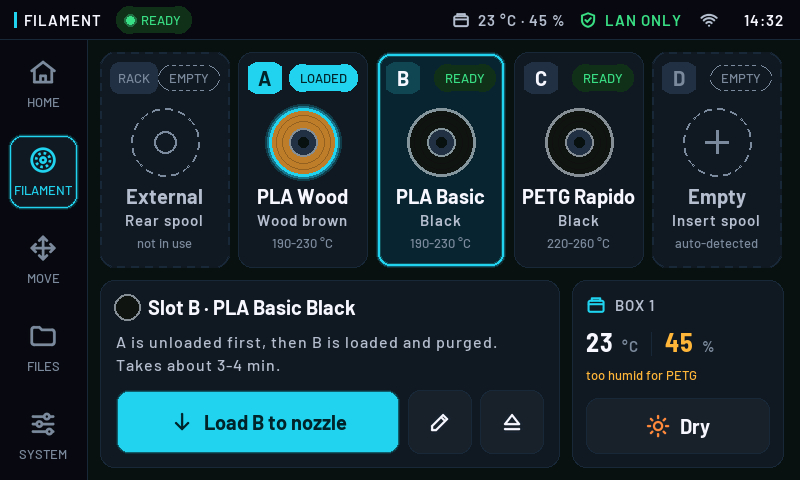 FILAMENT
READY
23 °C · 45 %
LAN ONLY
14:32
HOME
FILAMENT
MOVE
FILES
SYSTEM
RACK
EMPTY
External
Rear spool
not in use
A
LOADED
PLA Wood
Wood brown
190-230 °C
B
READY
PLA Basic
Black
190-230 °C
C
READY
PETG Rapido
Black
220-260 °C
D
EMPTY
Empty
Insert spool
auto-detected
Slot B · PLA Basic Black
A is unloaded first, then B is loaded and purged.
Takes about 3-4 min.
Load B to nozzle
BOX 1
23 °C
45 %
too humid for PETG
Dry